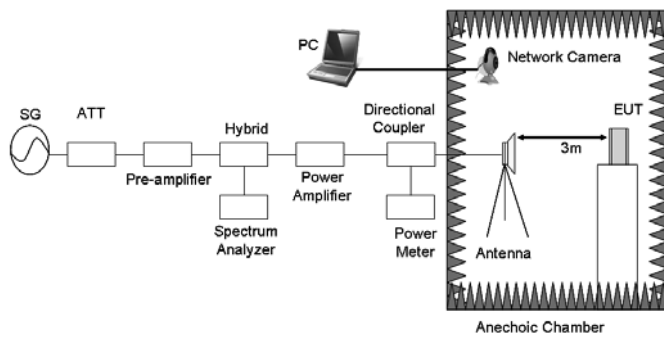 PC
Network Camera
SG
ATT
Hybrid
Directional
Coupler
EUT
3m
Pre-amplifier
Power
Amplifier
Spectrum
Analyzer
Power
Meter
Antenna
Anechoic Chamber